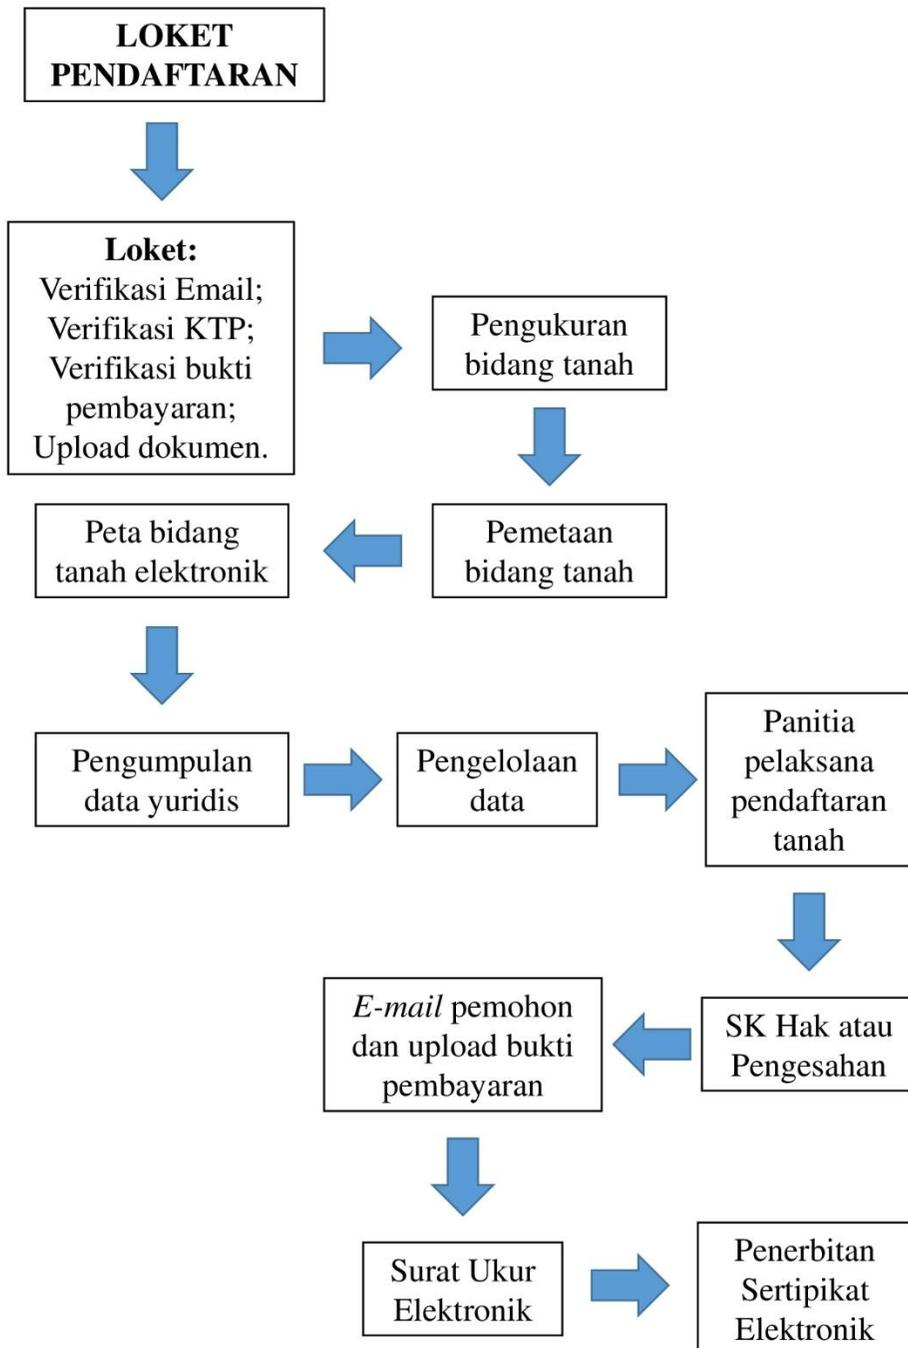 LOKET
PENDAFTARAN
Loket:
Verifikasi Email;
Verifikasi KTP;
Verifikasi bukti
pembayaran;
Upload dokumen.
Pengukuran
bidang tanah
Pemetaan
bidang tanah
Peta bidang
tanah elektronik
Pengumpulan
data yuridis
Pengelolaan
data
Panitia
pelaksana
pendaftaran
tanah
SK Hak atau
Pengesahan
E-mail pemohon
dan upload bukti
pembayaran
Surat Ukur
Elektronik
Penerbitan
Sertipikat
Elektronik